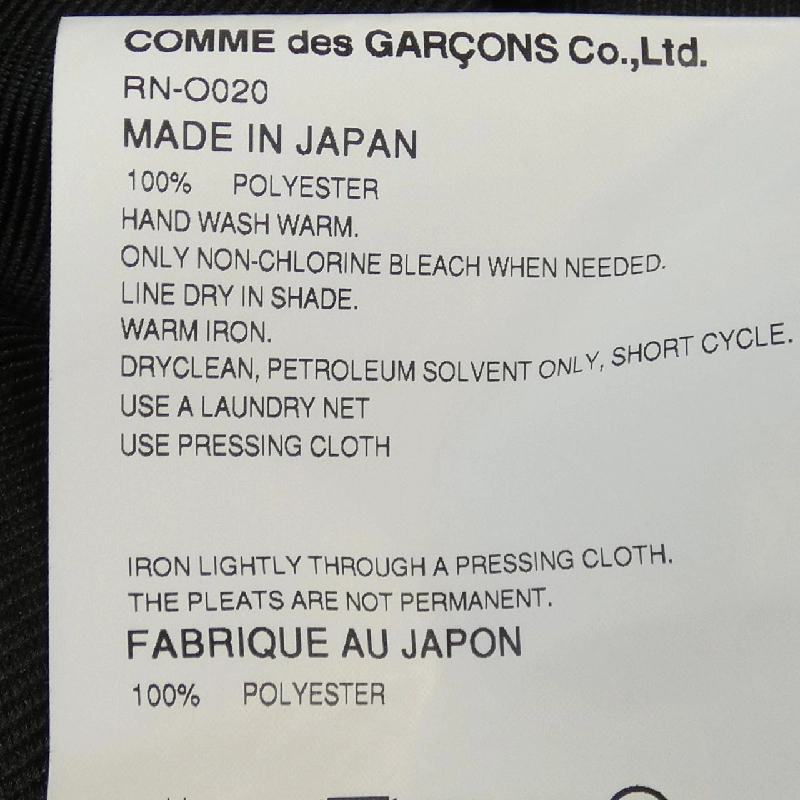 COMME des GARÇONS Co.,Ltd.
RN-O020
MADE IN JAPAN
100% POLYESTER
HAND WASH WARM.
ONLY NON-CHLORINE BLEACH WHEN NEEDED.
LINE DRY IN SHADE.
WARM IRON.
DRYCLEAN, PETROLEUM SOLVENT ONLY, SHORT CYCLE.
USE A LAUNDRY NET
USE PRESSING CLOTH
IRON LIGHTLY THROUGH A PRESSING CLOTH.
THE PLEATS ARE NOT PERMANENT.
FABRIQUE AU JAPON
100% POLYESTER